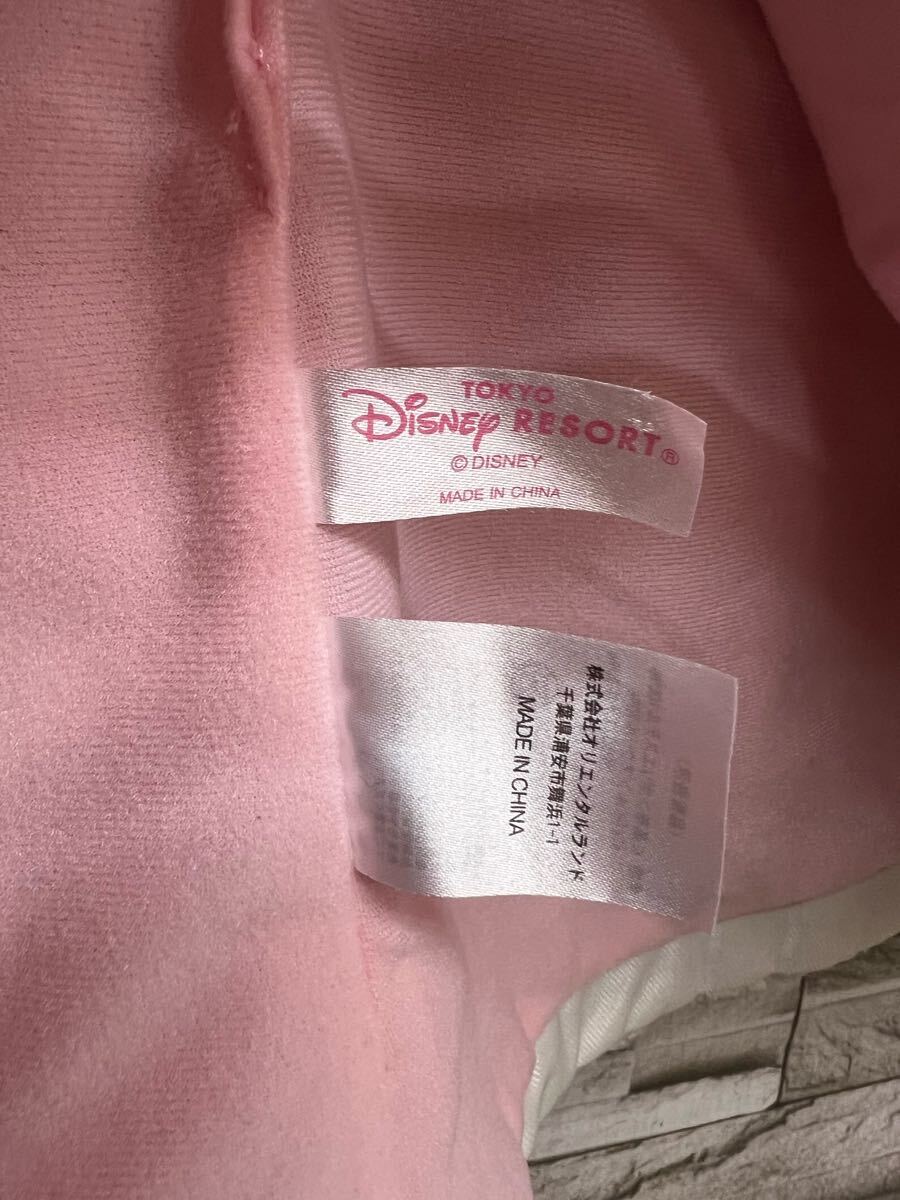 TOKYO
Disney RESORT®
© DISNEY
MADE IN CHINA
株式会社オリエンタルランド
千葉県浦安市舞浜1-1
MADE IN CHINA